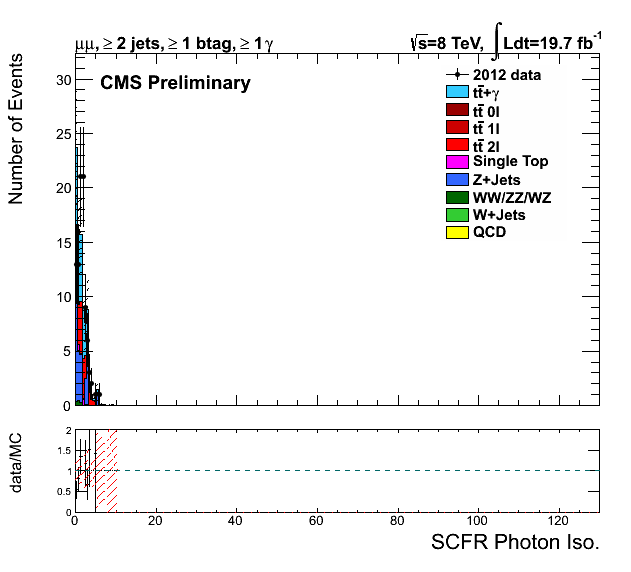 μμ, ≥ 2 jets, ≥ 1 btag, ≥ 1 γ
√s=8 TeV, ∫ Ldt=19.7 fb⁻¹
CMS Preliminary
2012 data
tt̄+γ
tt̄ 0l
tt̄ 1l
tt̄ 2l
Single Top
Z+Jets
WW/ZZ/WZ
W+Jets
QCD
Number of Events
30
25
20
15
10
5
0
data/MC
2
1.5
1
0.5
0
0 20 40 60 80 100 120
SCFR Photon Iso.